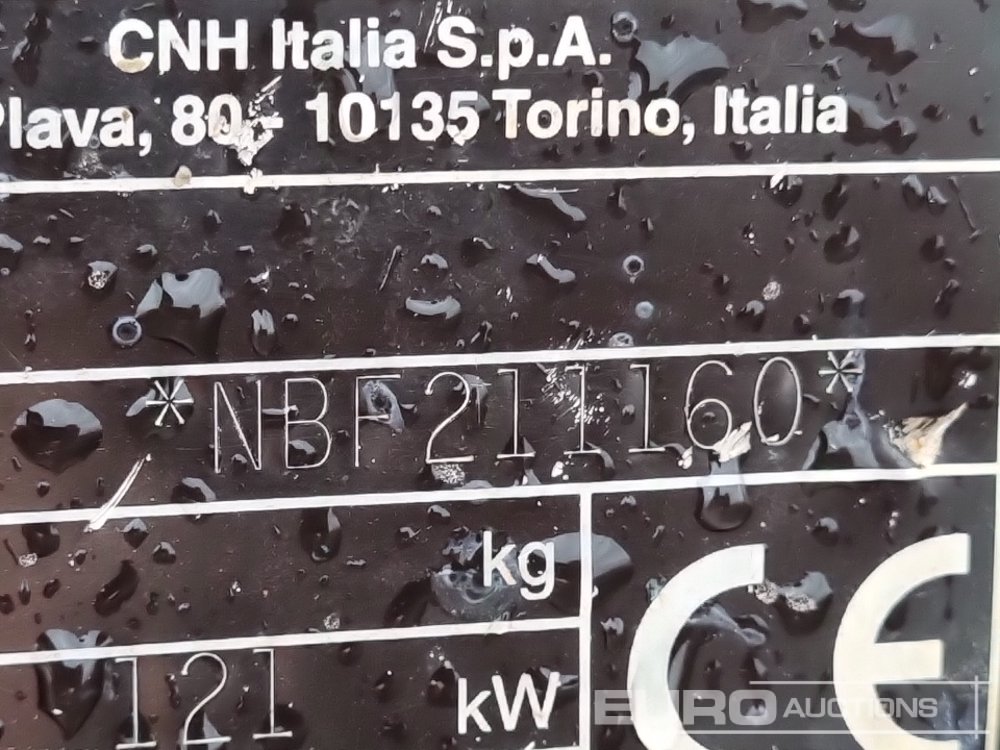 CNH Italia S.p.A.
Plava, 80 - 10135 Torino, Italia
*NBF211160*
kg
121 kW
CE
EURO AUCTIONS